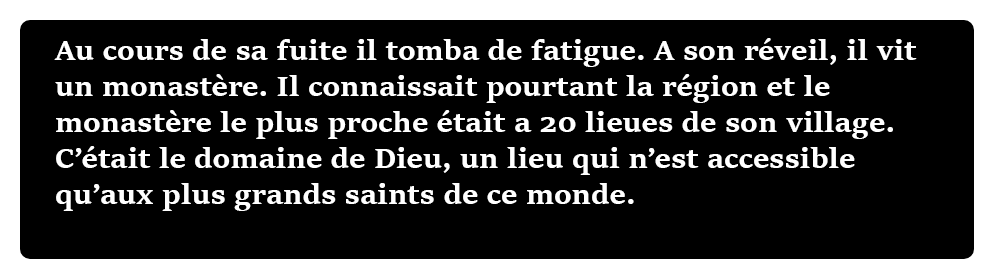 Au cours de sa fuite il tomba de fatigue. A son réveil, il vit
un monastère. Il connaissait pourtant la région et le
monastère le plus proche était a 20 lieues de son village.
C’était le domaine de Dieu, un lieu qui n’est accessible
qu’aux plus grands saints de ce monde.